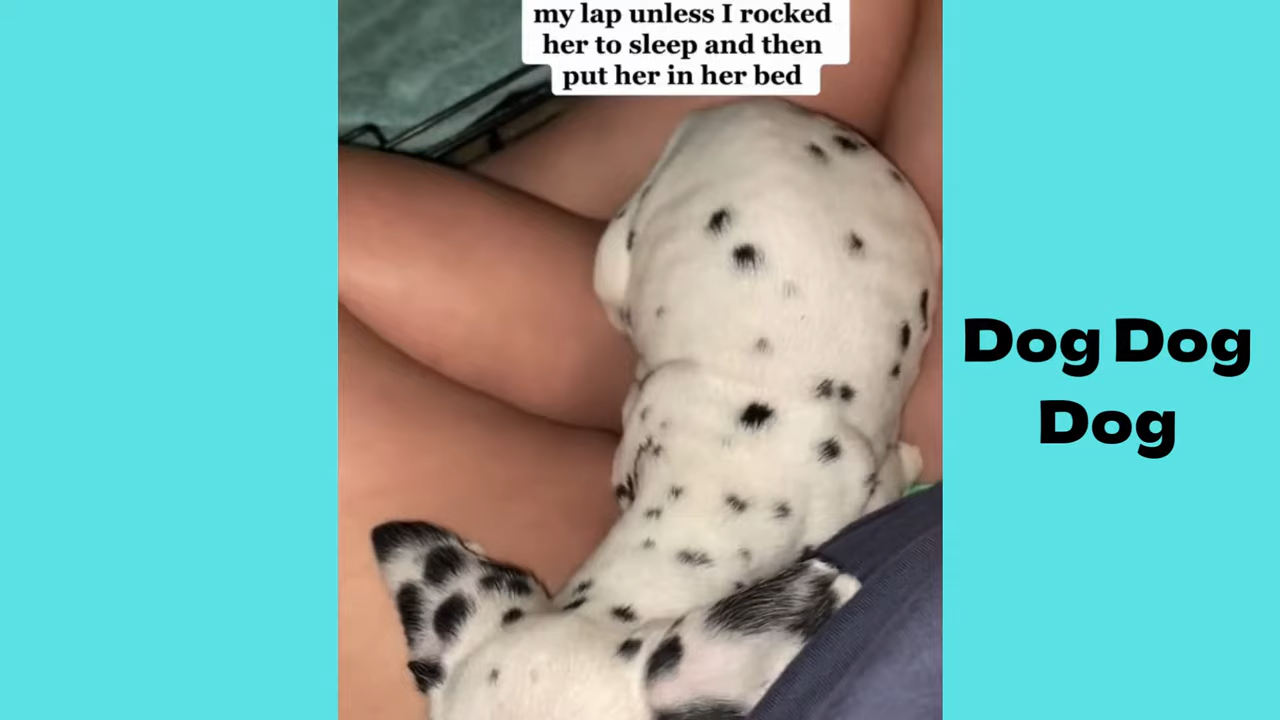 my lap unless I rocked
her to sleep and then
put her in her bed
Dog Dog
Dog